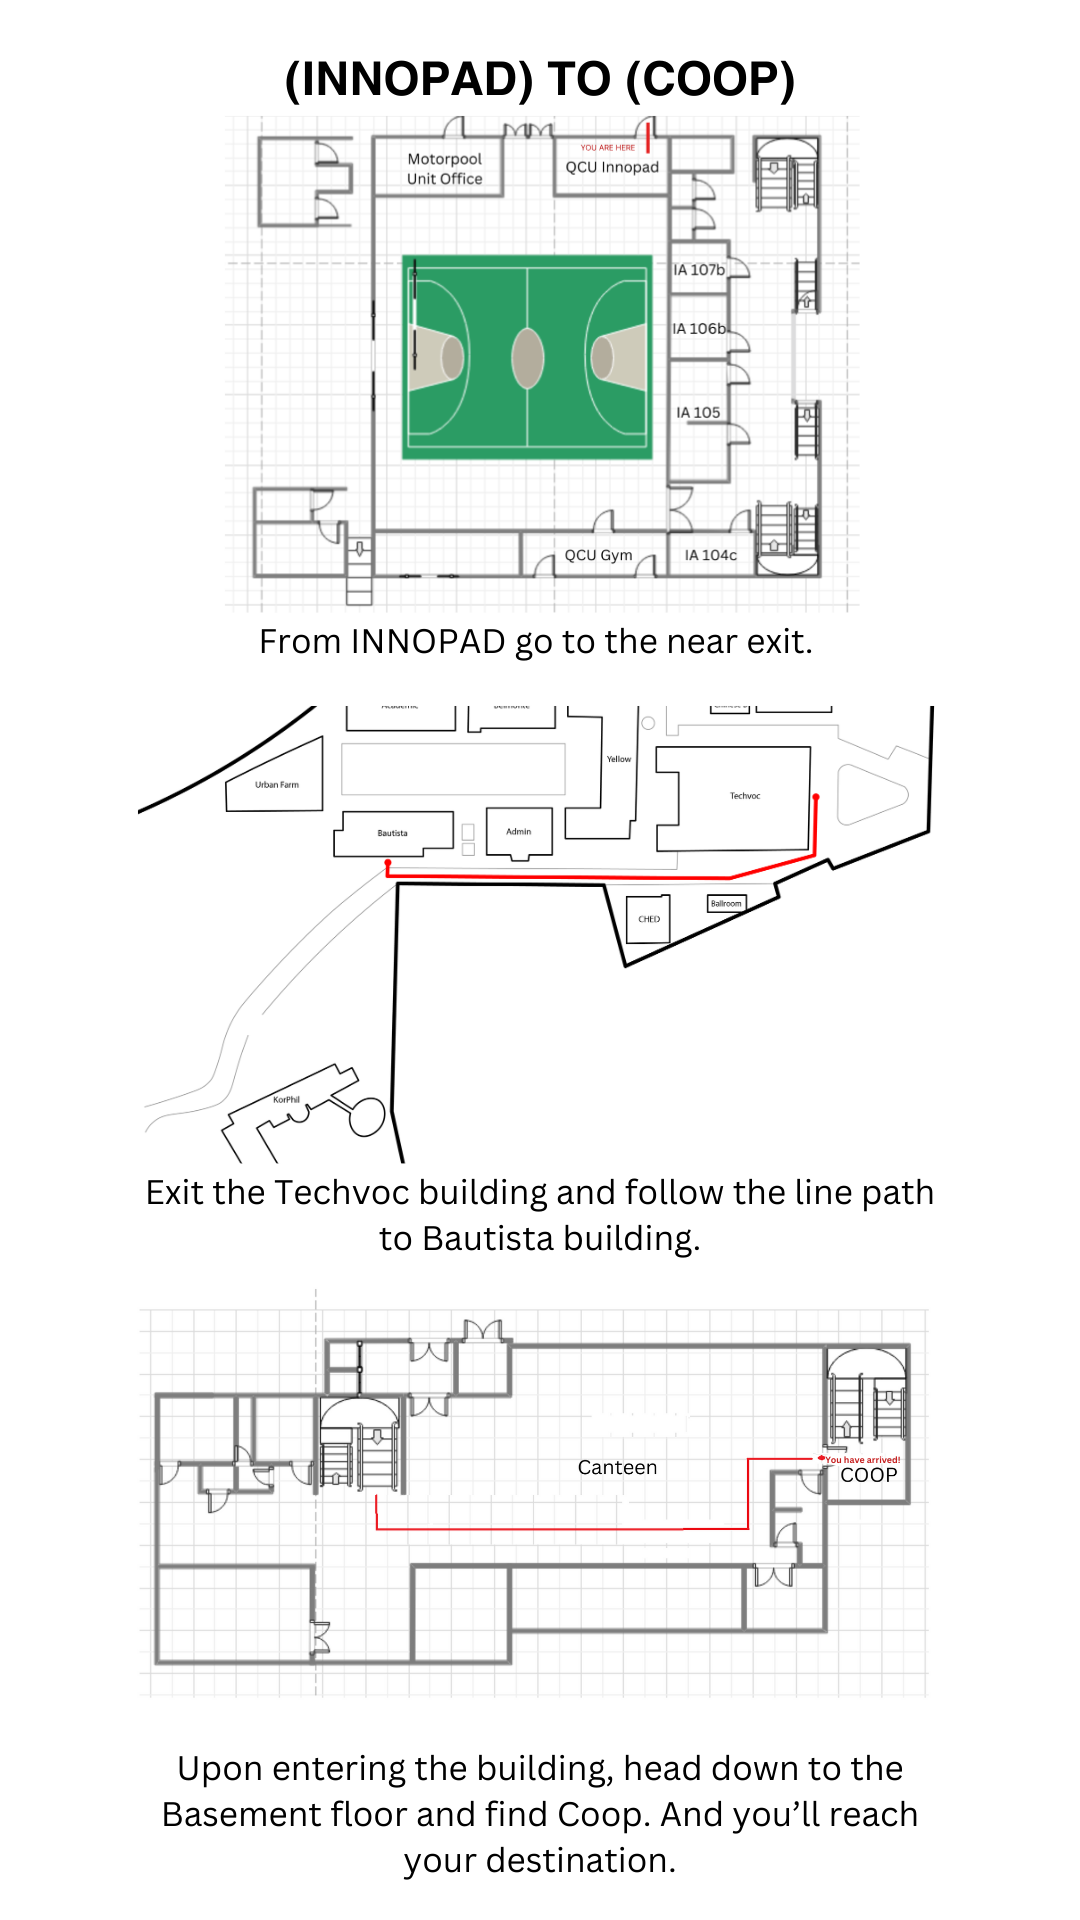 (INNOPAD) TO (COOP)
YOU ARE HERE
Motorpool
Unit Office
QCU Innopad
IA 107b
IA 106b
IA 105
QCU Gym
IA 104c
From INNOPAD go to the near exit.
Academic
Belmonte
Yellow
Urban Farm
Techvoc
Bautista
Admin
CHED
Ballroom
KorPhil
Exit the Techvoc building and follow the line path
to Bautista building.
Canteen
You have arrived!
COOP
Upon entering the building, head down to the
Basement floor and find Coop. And you’ll reach
your destination.